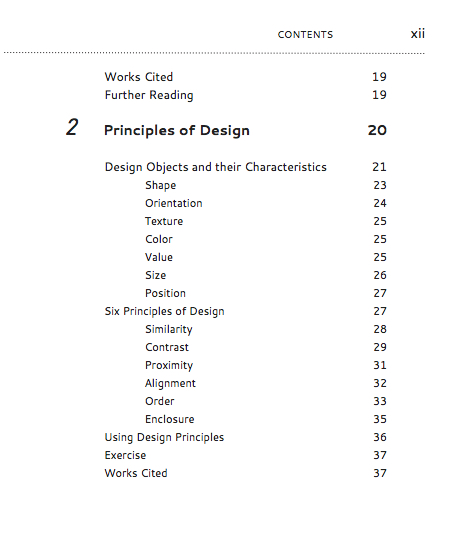 CONTENTS xii
Works Cited 19
Further Reading 19
2 Principles of Design 20
Design Objects and their Characteristics 21
Shape 23
Orientation 24
Texture 25
Color 25
Value 25
Size 26
Position 27
Six Principles of Design 27
Similarity 28
Contrast 29
Proximity 31
Alignment 32
Order 33
Enclosure 35
Using Design Principles 36
Exercise 37
Works Cited 37